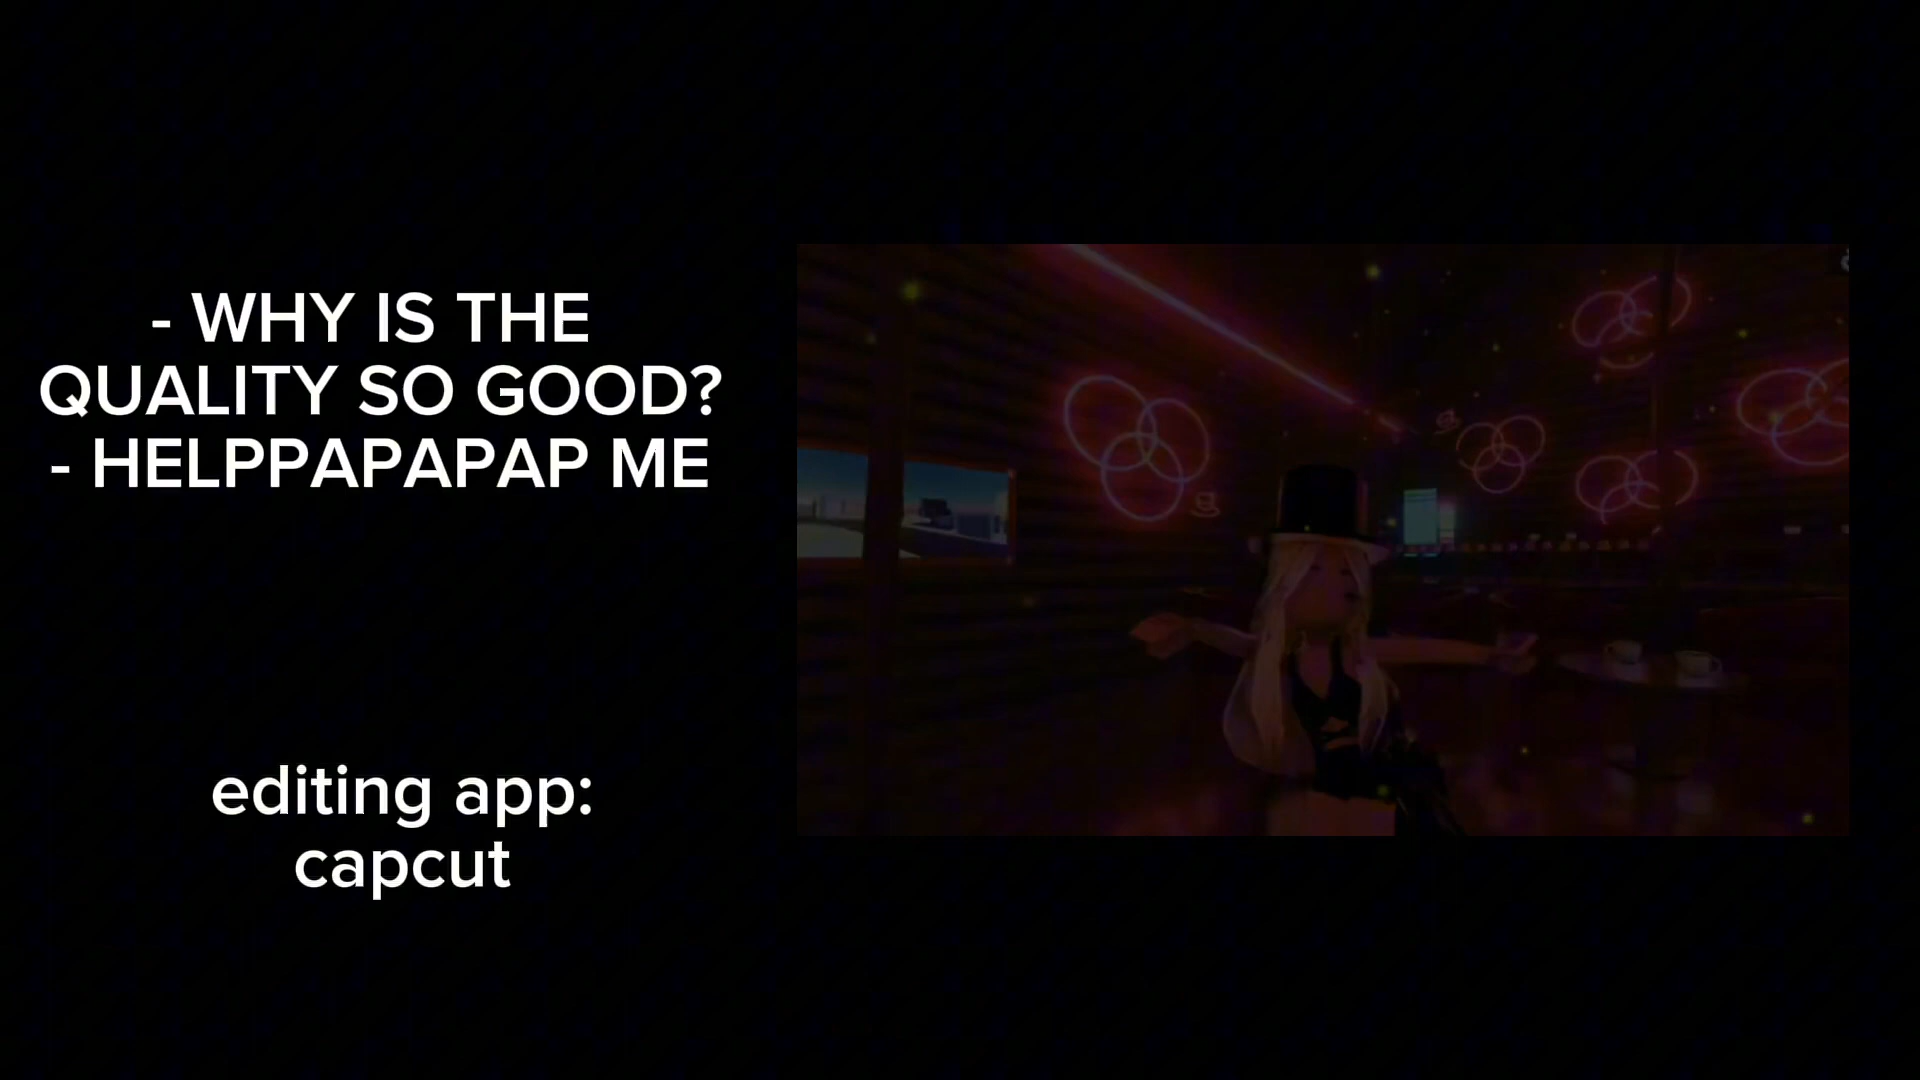 - WHY IS THE
QUALITY SO GOOD?
- HELPPAPAPAP ME
editing app:
capcut